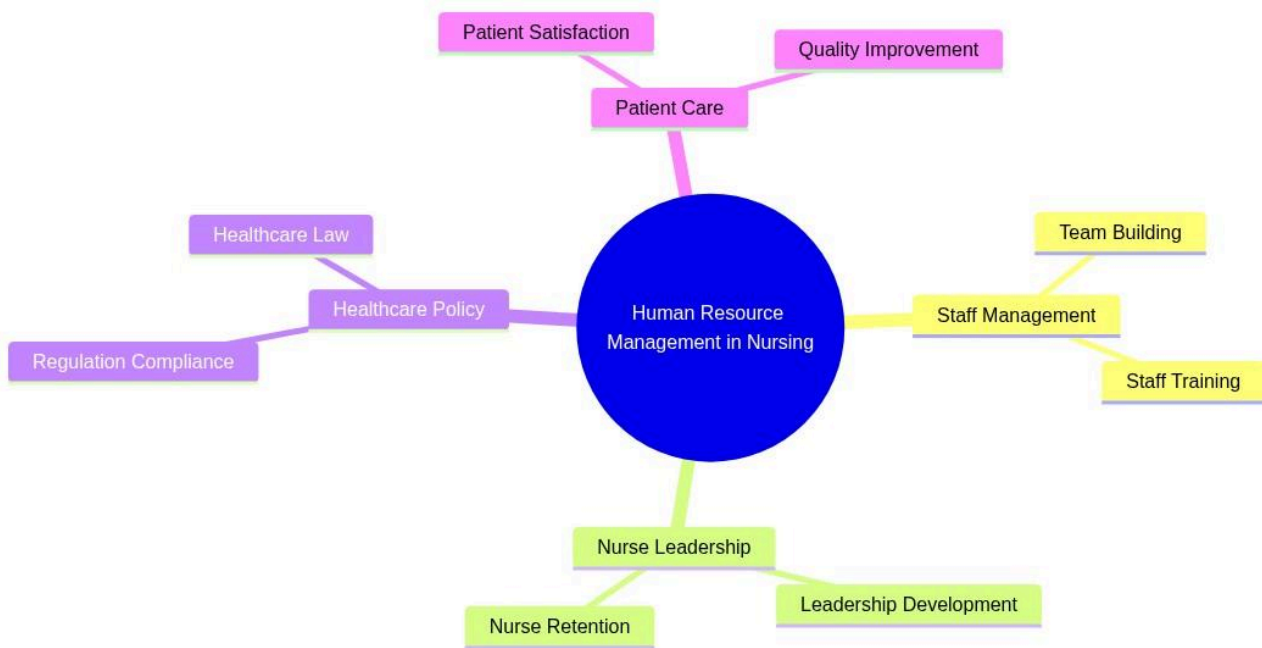 Patient Satisfaction
Quality Improvement
Patient Care
Healthcare Law
Team Building
Healthcare Policy
Human Resource
Management in Nursing
Staff Management
Regulation Compliance
Staff Training
Nurse Leadership
Leadership Development
Nurse Retention